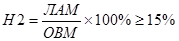 Н2 = ЛАМ / ОВМ × 100% ≥ 15%